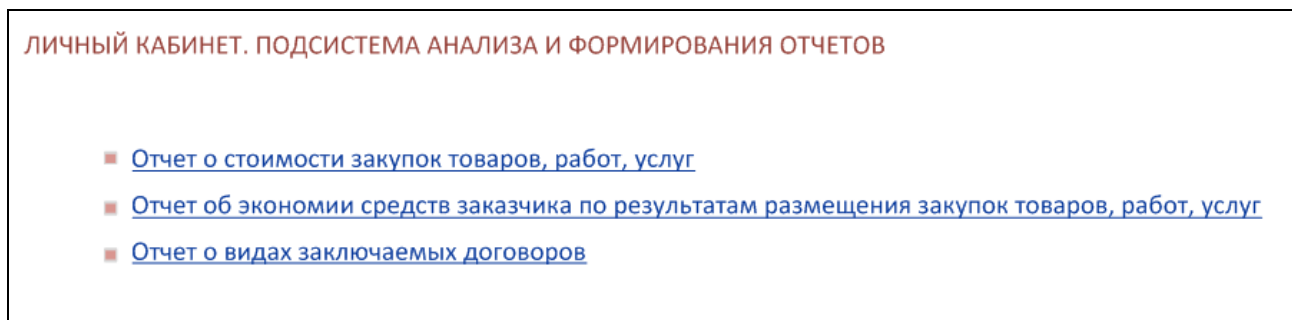 ЛИЧНЫЙ КАБИНЕТ. ПОДСИСТЕМА АНАЛИЗА И ФОРМИРОВАНИЯ ОТЧЕТОВ
Отчет о стоимости закупок товаров, работ, услуг
Отчет об экономии средств заказчика по результатам размещения закупок товаров, работ, услуг
Отчет о видах заключаемых договоров